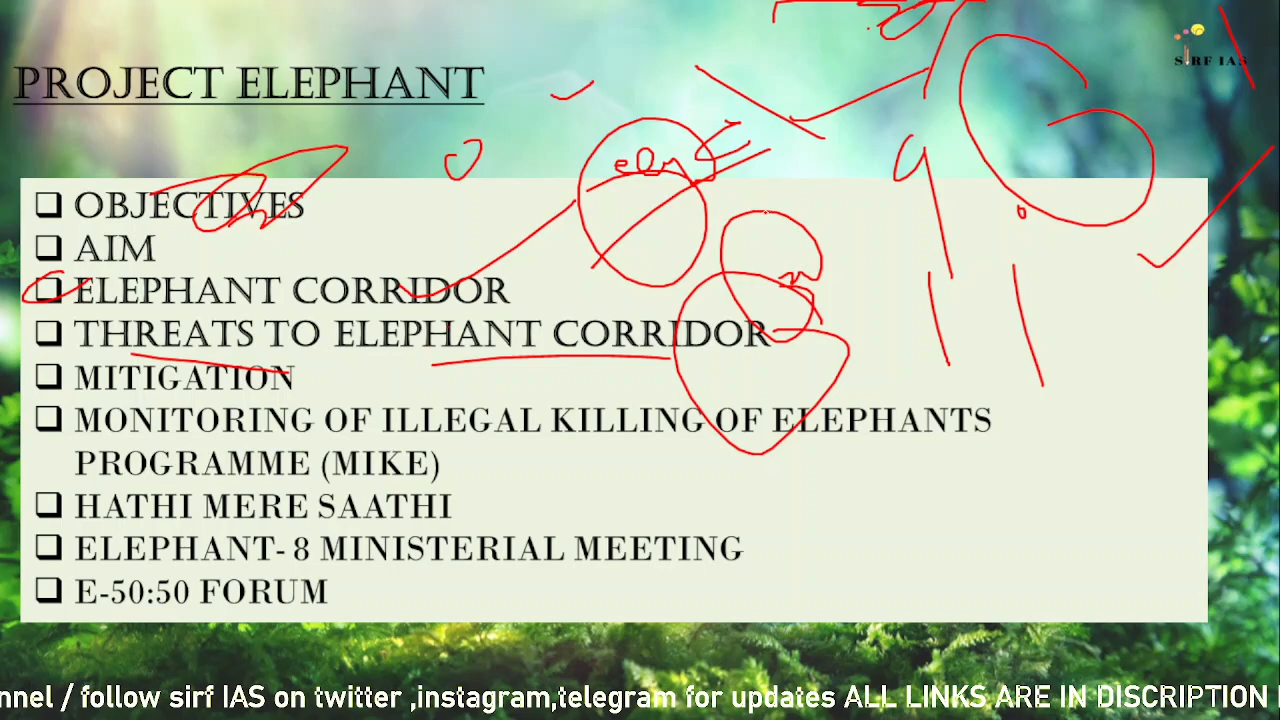 SIRF IAS
PROJECT ELEPHANT
OBJECTIVES
AIM
ELEPHANT CORRIDOR
THREATS TO ELEPHANT CORRIDOR
MITIGATION
MONITORING OF ILLEGAL KILLING OF ELEPHANTS
PROGRAMME (MIKE)
HATHI MERE SAATHI
ELEPHANT- 8 MINISTERIAL MEETING
E-50:50 FORUM
nnel / follow sirf IAS on twitter ,instagram,telegram for updates ALL LINKS ARE IN DISCRIPTION